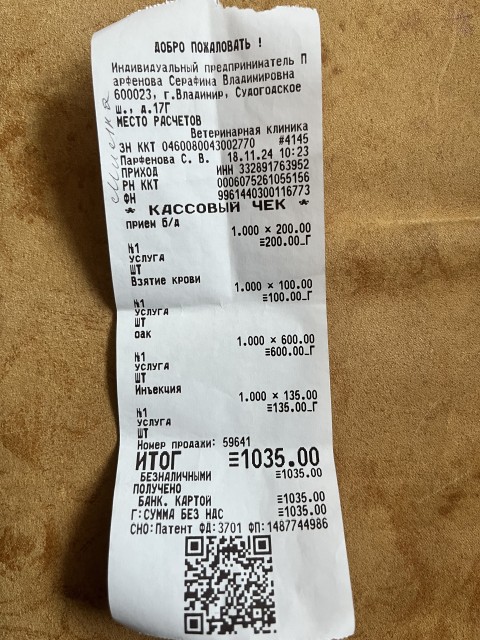 ДОБРО ПОЖАЛОВАТЬ !
Индивидуальный предприниматель П
арфенова Серафина Владимировна
600023, г.Владимир, Судогодское
ш., д.17Г
МЕСТО РАСЧЕТОВ
Ветеринарная клиника
ЗН ККТ 0460080043002770 #4145
Парфенова С. В. 18.11.24 10:23
ПРИХОД ИНН 332891763952
РН ККТ 0006075261055156
ФН 9961440300116773
* КАССОВЫЙ ЧЕК *
прием б/д
1.000 × 200.00
№1 ≡200.00_Г
УСЛУГА
ШТ
Взятие крови
1.000 × 100.00
№1 ≡100.00_Г
УСЛУГА
ШТ
оак
1.000 × 600.00
№1 ≡600.00_Г
УСЛУГА
ШТ
Инъекция
1.000 × 135.00
№1 ≡135.00_Г
УСЛУГА
ШТ
Номер продажи: 59641
ИТОГ ≡1035.00
БЕЗНАЛИЧНЫМИ ≡1035.00
ПОЛУЧЕНО
БАНК. КАРТОЙ ≡1035.00
Г:СУММА БЕЗ НДС ≡1035.00
СНО:Патент ФД:3701 ФП:1487744986